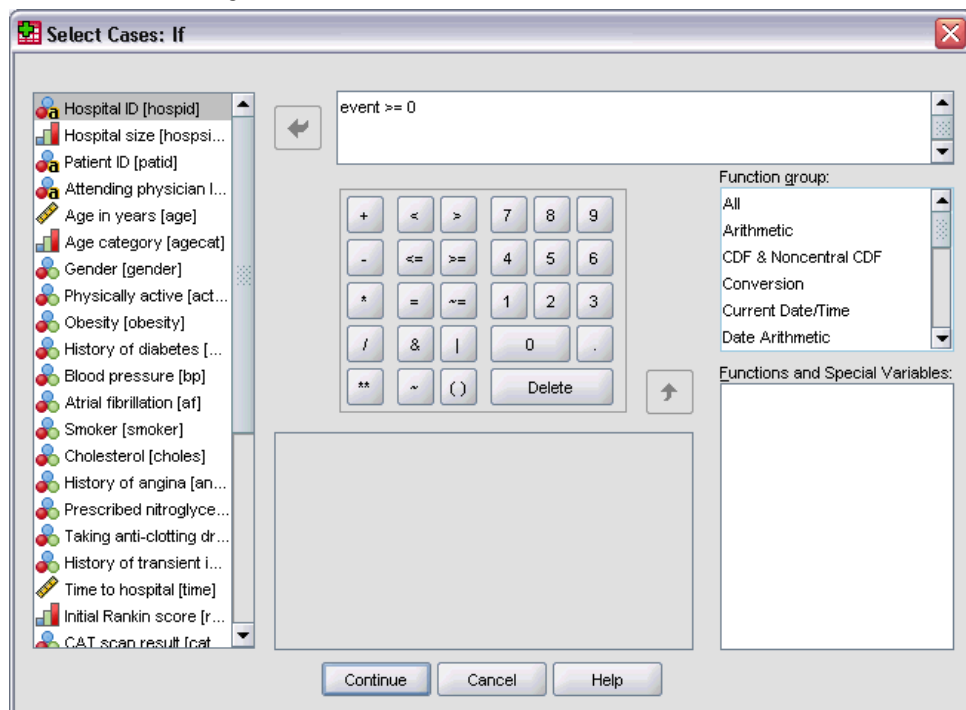 Select Cases: If
Hospital ID [hospid]
Hospital size [hospsi...
Patient ID [patid]
Attending physician I...
Age in years [age]
Age category [agecat]
Gender [gender]
Physically active [act...
Obesity [obesity]
History of diabetes [...
Blood pressure [bp]
Atrial fibrillation [af]
Smoker [smoker]
Cholesterol [choles]
History of angina [an...
Prescribed nitroglyce...
Taking anti-clotting dr...
History of transient i...
Time to hospital [time]
Initial Rankin score [r...
CAT scan result [cat
event >= 0
+ < > 7 8 9
- <= >= 4 5 6
* = ~= 1 2 3
/ & | 0 .
** ~ ( ) Delete
Function group:
All
Arithmetic
CDF & Noncentral CDF
Conversion
Current Date/Time
Date Arithmetic
Functions and Special Variables:
Continue Cancel Help